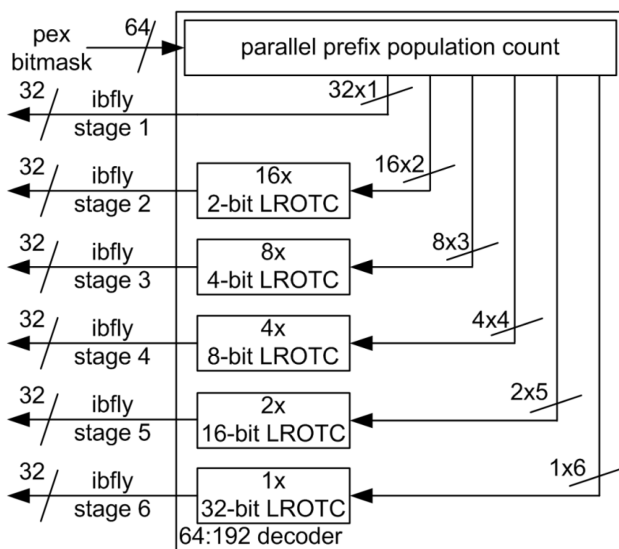 pex
bitmask
64
parallel prefix population count
32
ibfly
stage 1
32x1
32
ibfly
stage 2
16x
2-bit LROTC
16x2
32
ibfly
stage 3
8x
4-bit LROTC
8x3
32
ibfly
stage 4
4x
8-bit LROTC
4x4
32
ibfly
stage 5
2x
16-bit LROTC
2x5
32
ibfly
stage 6
1x
32-bit LROTC
1x6
64:192 decoder